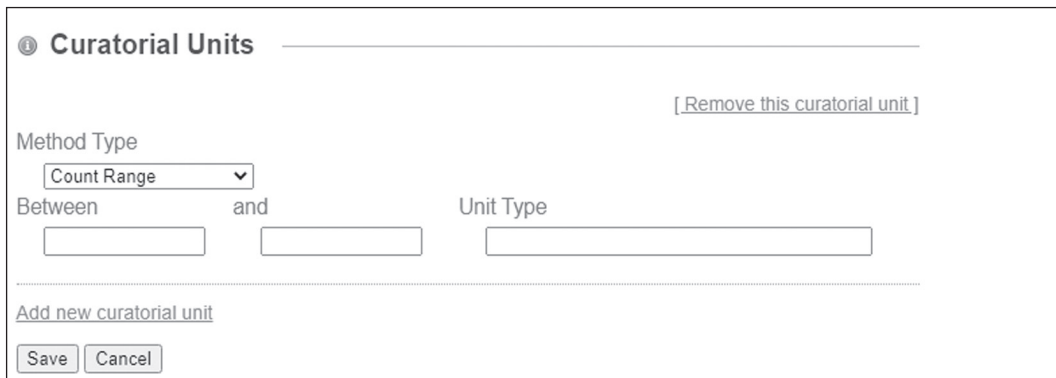 Curatorial Units
[ Remove this curatorial unit ]
Method Type
Count Range
Between and Unit Type
Add new curatorial unit
Save Cancel